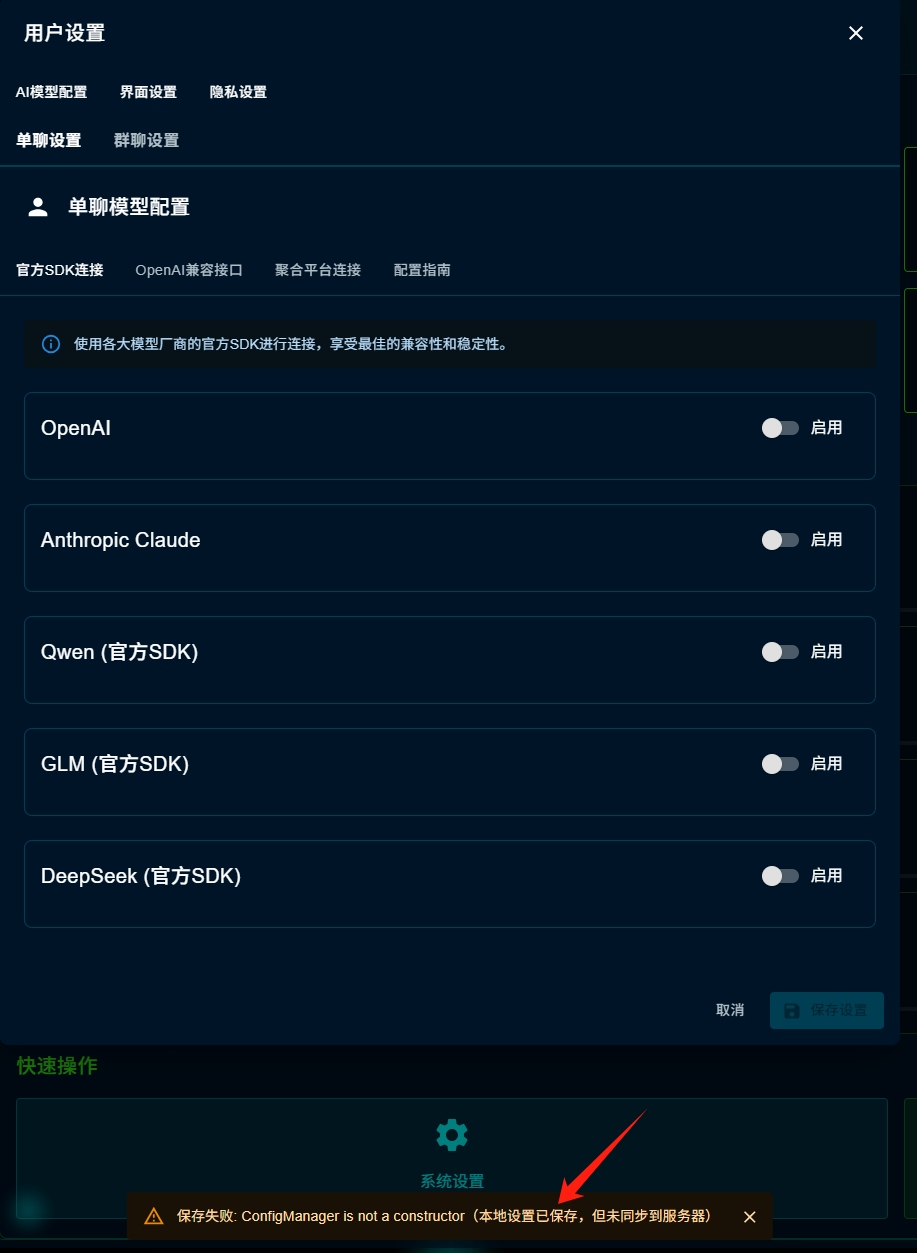 用户设置
AI模型配置 界面设置 隐私设置
单聊设置 群聊设置
单聊模型配置
官方SDK连接 OpenAI兼容接口 聚合平台连接 配置指南
使用各大模型厂商的官方SDK进行连接，享受最佳的兼容性和稳定性。
OpenAI 启用
Anthropic Claude 启用
Qwen (官方SDK) 启用
GLM (官方SDK) 启用
DeepSeek (官方SDK) 启用
取消 保存设置
快速操作
系统设置
保存失败: ConfigManager is not a constructor（本地设置已保存，但未同步到服务器）